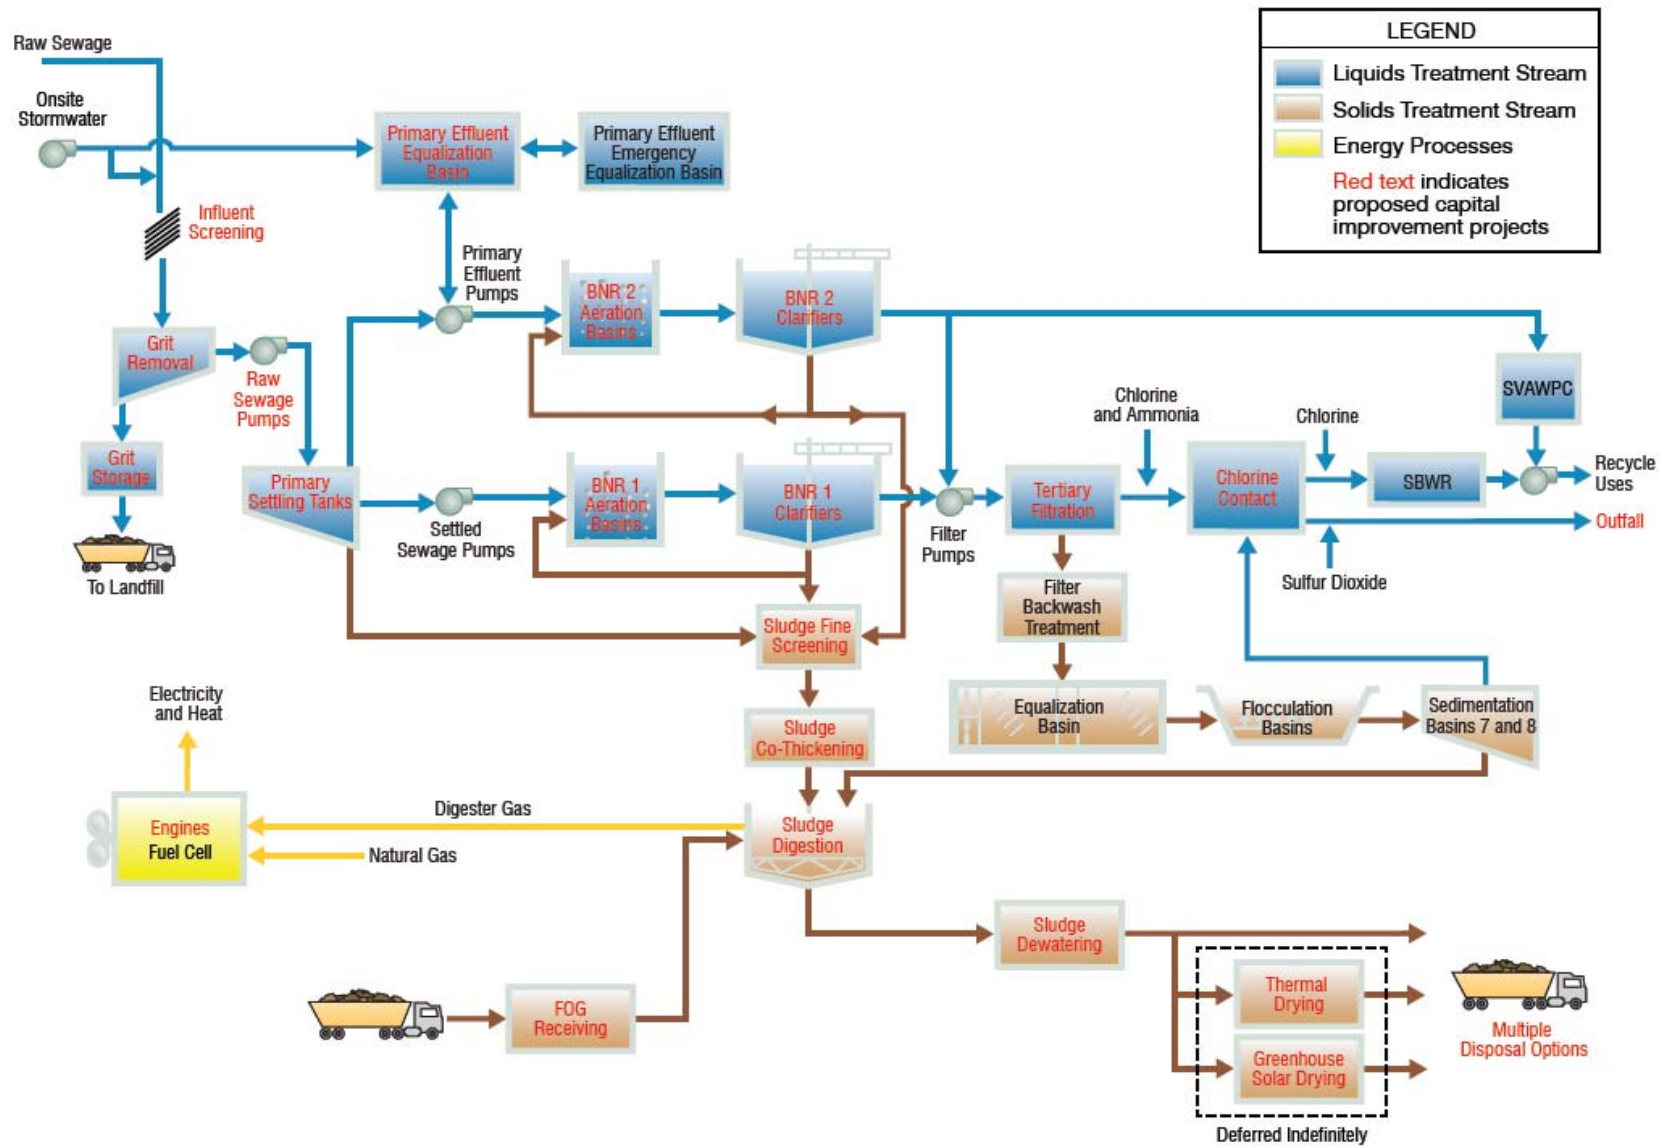 Raw Sewage
Onsite
Stormwater
Influent
Screening
Grit
Removal
Raw
Sewage
Pumps
Grit
Storage
To Landfill
Primary
Settling Tanks
Primary Effluent
Equalization
Basin
Primary Effluent
Emergency
Equalization Basin
Primary
Effluent
Pumps
BNR 2
Aeration
Basins
BNR 2
Clarifiers
Settled
Sewage Pumps
BNR 1
Aeration
Basins
BNR 1
Clarifiers
Filter
Pumps
Tertiary
Filtration
Chlorine
and Ammonia
Chlorine
Contact
Chlorine
SBWR
SVAWPC
Recycle
Uses
Outfall
Sulfur Dioxide
Filter
Backwash
Treatment
Equalization
Basin
Flocculation
Basins
Sedimentation
Basins 7 and 8
Sludge Fine
Screening
Sludge
Co-Thickening
Sludge
Digestion
Electricity
and Heat
Engines
Fuel Cell
Digester Gas
Natural Gas
FOG
Receiving
Sludge
Dewatering
Thermal
Drying
Greenhouse
Solar Drying
Deferred Indefinitely
Multiple
Disposal Options
LEGEND
Liquids Treatment Stream
Solids Treatment Stream
Energy Processes
Red text indicates
proposed capital
improvement projects